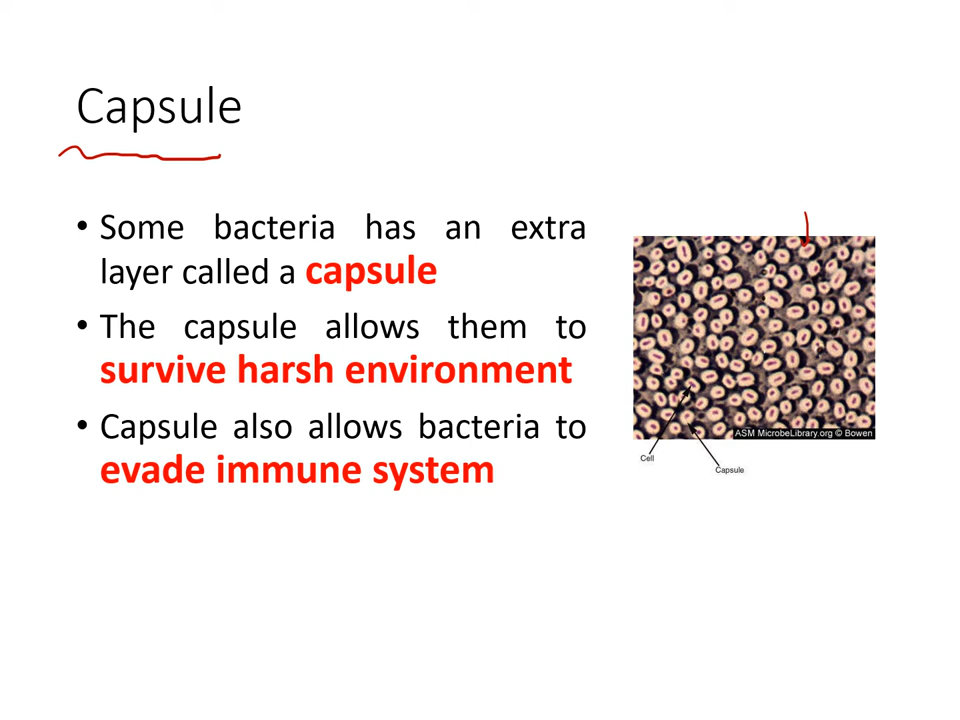 Capsule
• Some bacteria has an extra
layer called a capsule
• The capsule allows them to
survive harsh environment
• Capsule also allows bacteria to
evade immune system
ASM MicrobeLibrary.org © Bowen
Cell
Capsule